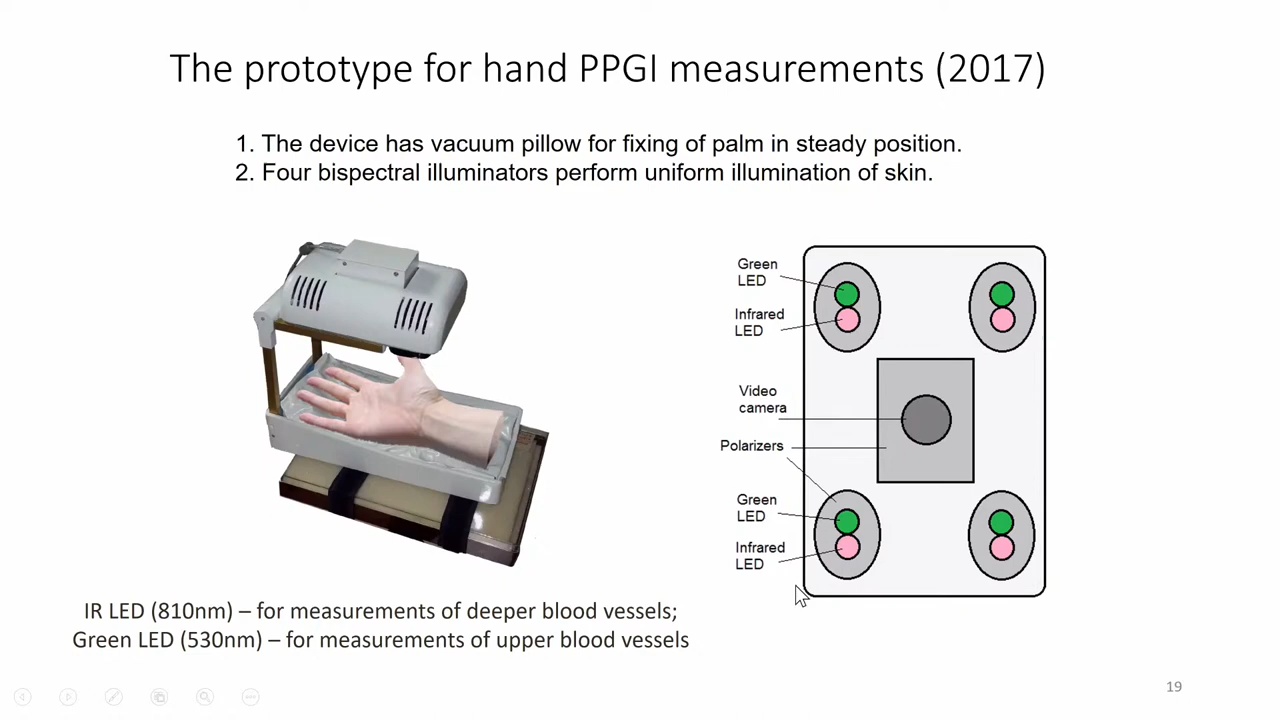 The prototype for hand PPGI measurements (2017)
1. The device has vacuum pillow for fixing of palm in steady position.
2. Four bispectral illuminators perform uniform illumination of skin.
Green
LED
Infrared
LED
Video
camera
Polarizers
Green
LED
Infrared
LED
IR LED (810nm) – for measurements of deeper blood vessels;
Green LED (530nm) – for measurements of upper blood vessels
19